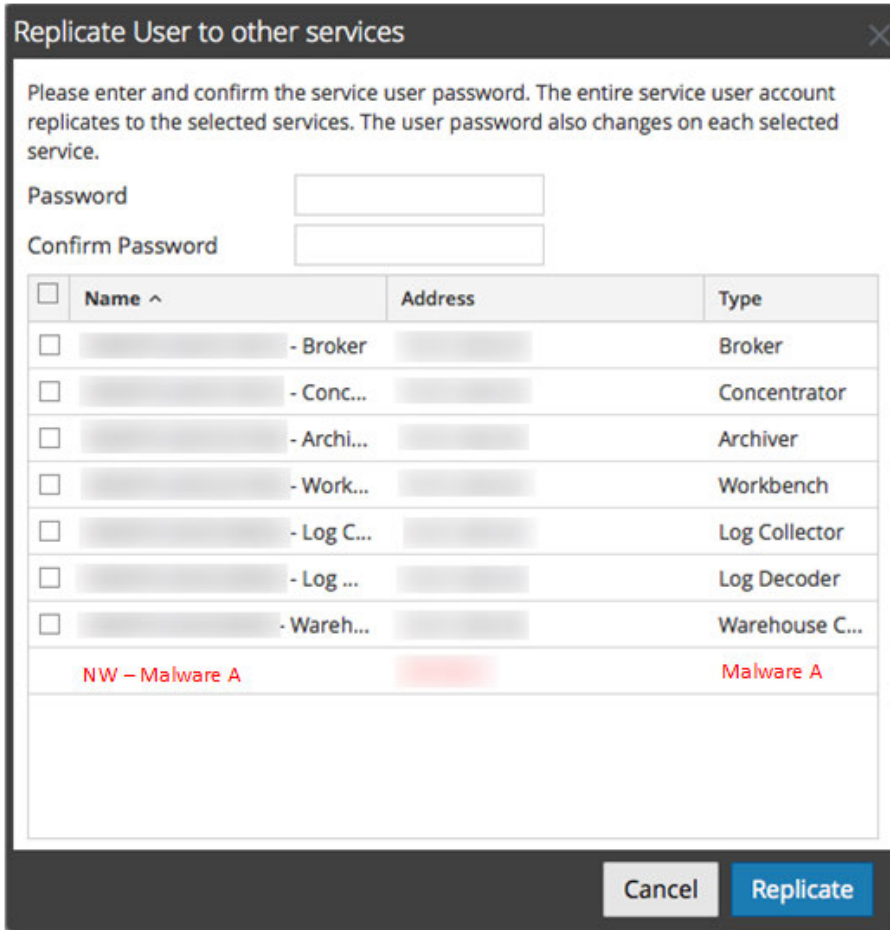 Replicate User to other services
Please enter and confirm the service user password. The entire service user account
replicates to the selected services. The user password also changes on each selected
service.
Password
Confirm Password
Name Address Type
- Broker Broker
- Conc... Concentrator
- Archi... Archiver
- Work... Workbench
- Log C... Log Collector
- Log ... Log Decoder
- Wareh... Warehouse C...
NW – Malware A Malware A
Cancel Replicate